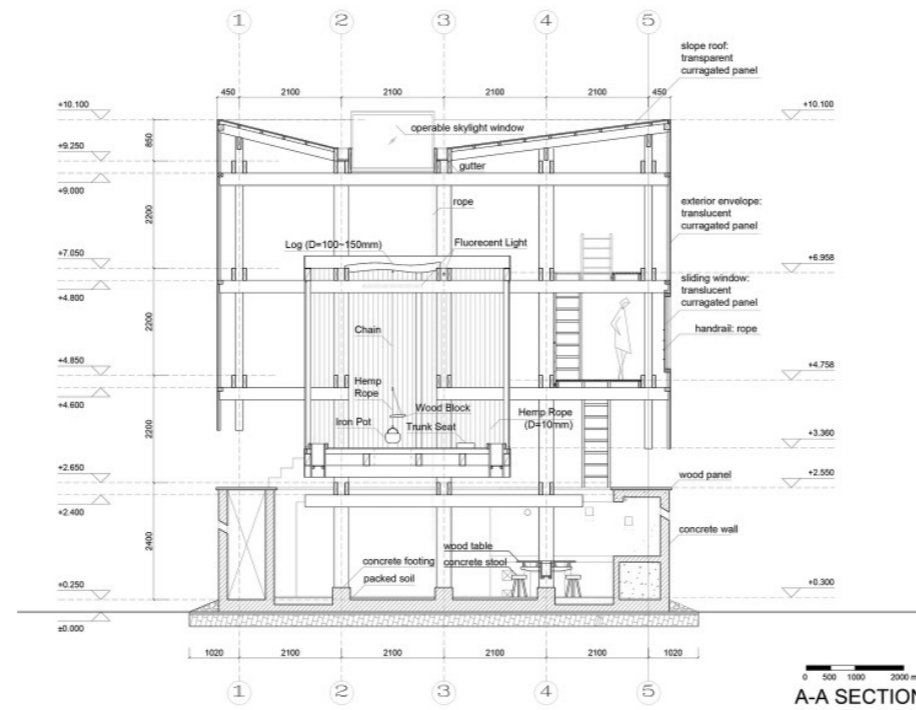 1 2 3 4 5
slope roof:
transparent
curragated panel
450 2100 2100 2100 2100 450
+10.100 +10.100
operable skylight window
850
+9.250
gutter
+9.000
rope
exterior envelope:
translucent
curragated panel
2200
Log (D=100~150mm)
Fluorecent Light
+7.050 +6.958
sliding window:
translucent
curragated panel
+4.800
handrail: rope
2200
Chain
+4.850 +4.758
Hemp
Rope
+4.600
Wood Block
Iron Pot
Trunk Seat
Hemp Rope
(D=10mm)
2200
+3.360
+2.650
wood panel
+2.550
+2.400
concrete wall
2400
wood table
concrete footing
concrete stool
packed soil
+0.250 +0.300
±0.000
1020 2100 2100 2100 2100 1020
1 2 3 4 5
0 500 1000 2000 m
A-A SECTION